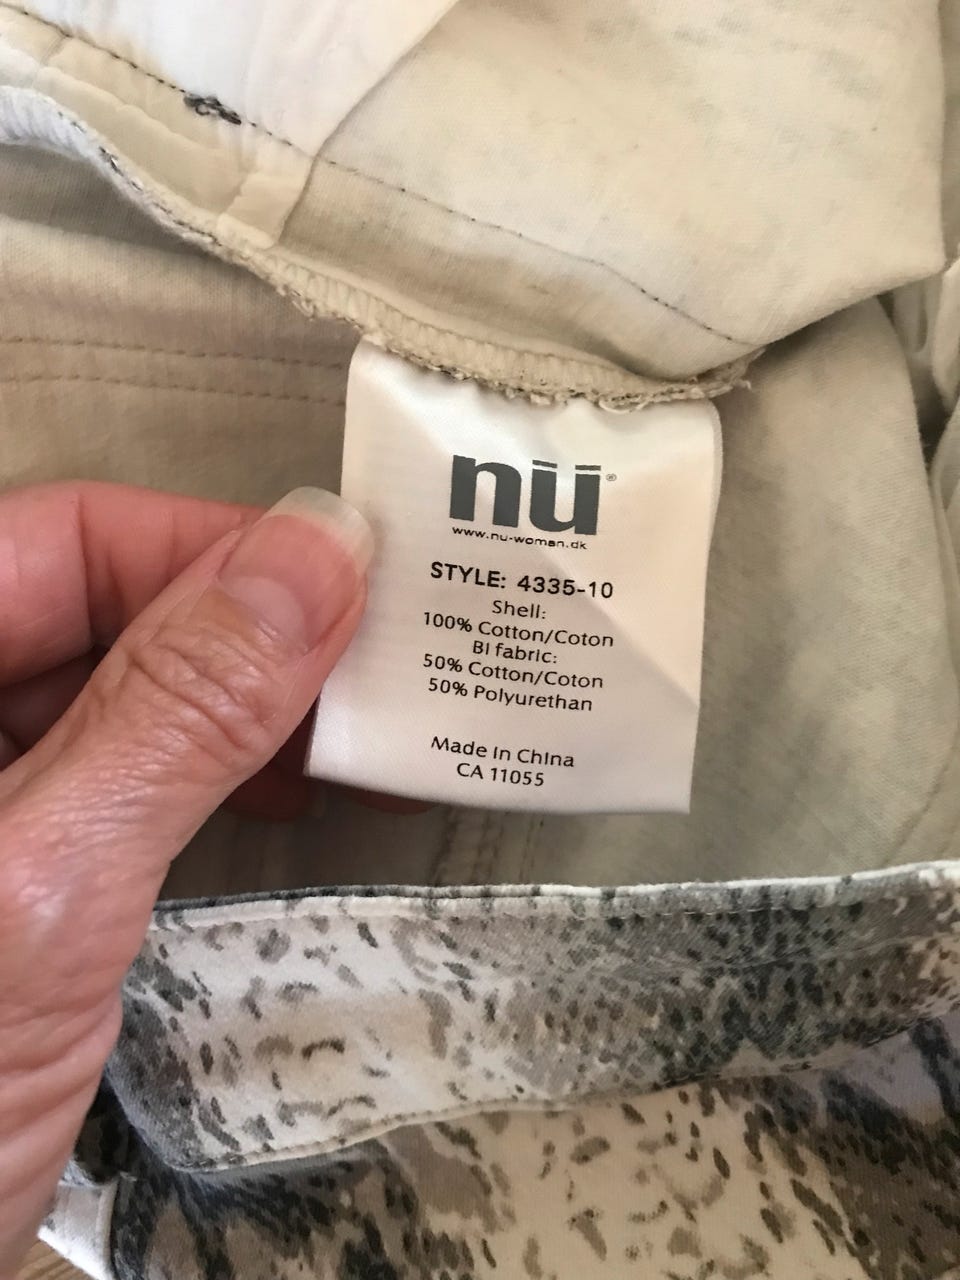 nü®
www.nu-woman.dk
STYLE: 4335-10
Shell:
100% Cotton/Coton
BI fabric:
50% Cotton/Coton
50% Polyurethan
Made in China
CA 11055